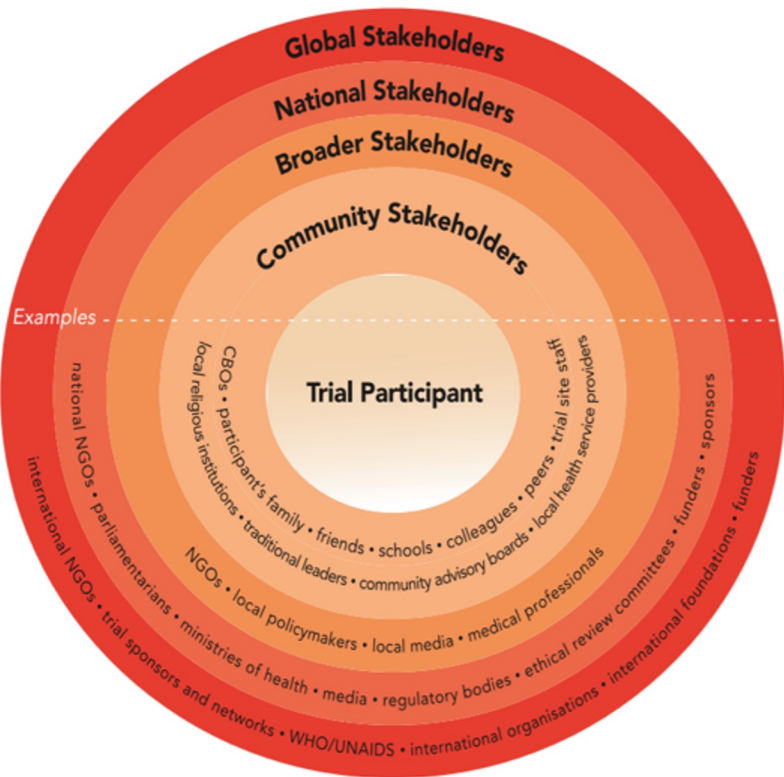 Global Stakeholders
National Stakeholders
Broader Stakeholders
Community Stakeholders
Examples
Trial Participant
CBOs • participant's family • friends • schools • colleagues • peers • trial site staff
local religious institutions • traditional leaders • community advisory boards • local health service providers
NGOs • local policymakers • local media • medical professionals
national NGOs • parliamentarians • ministries of health • media • regulatory bodies • ethical review committees • funders • sponsors
international NGOs • trial sponsors and networks • WHO/UNAIDS • international organisations • international foundations • funders